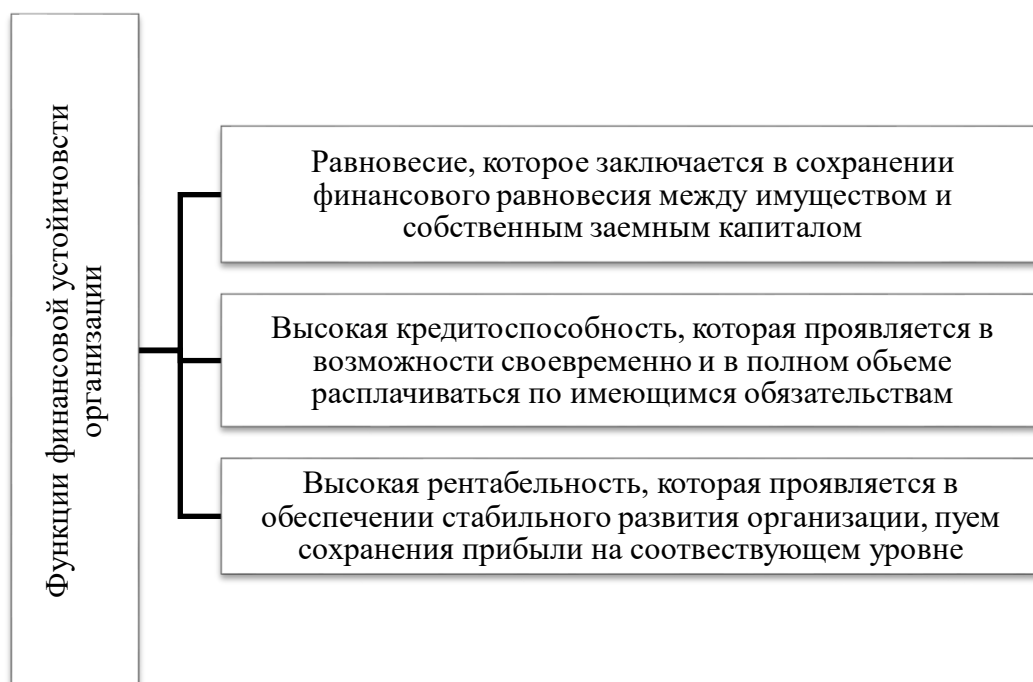 Функции финансовой устойичовсти
организации
Равновесие, которое заключается в сохранении
финансового равновесия между имуществом и
собственным заемным капиталом
Высокая кредитоспособность, которая проявляется в
возможности своевременно и в полном обьеме
расплачиваться по имеющимся обязательствам
Высокая рентабельность, которая проявляется в
обеспечении стабильного развития организации, пуем
сохранения прибыли на соотвествующем уровне